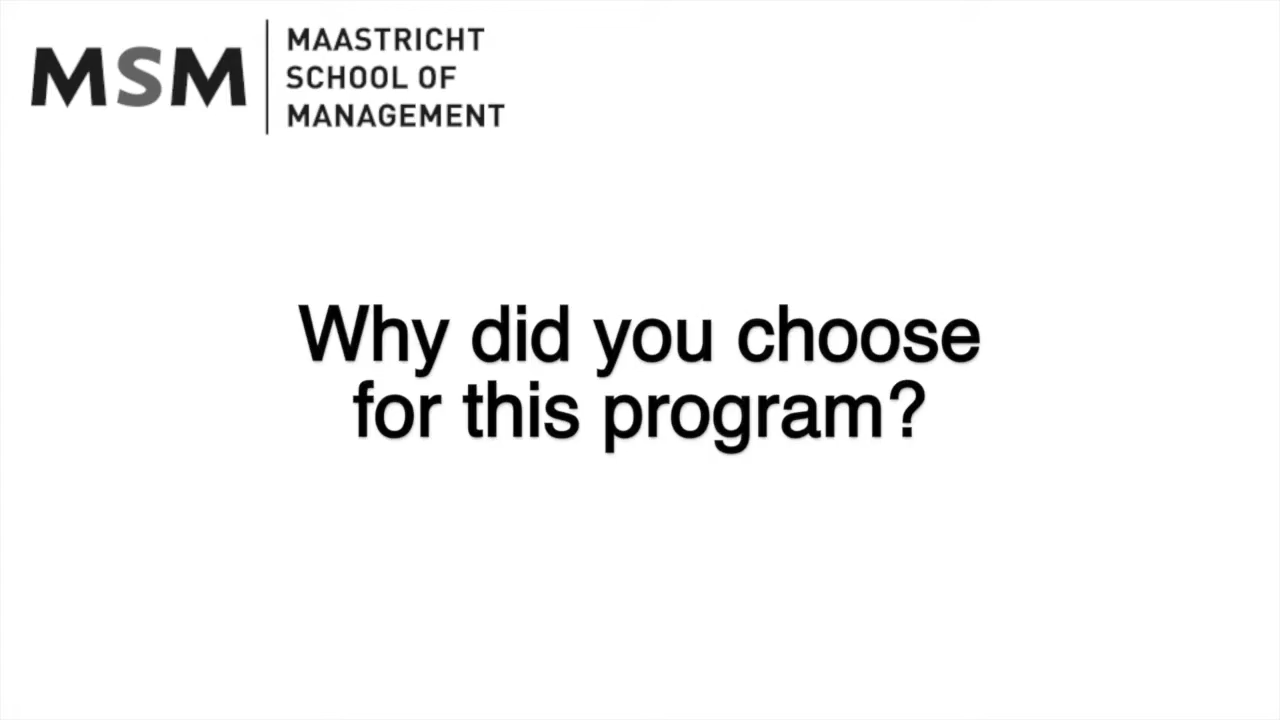 MSM
MAASTRICHT
SCHOOL OF
MANAGEMENT
Why did you choose
for this program?